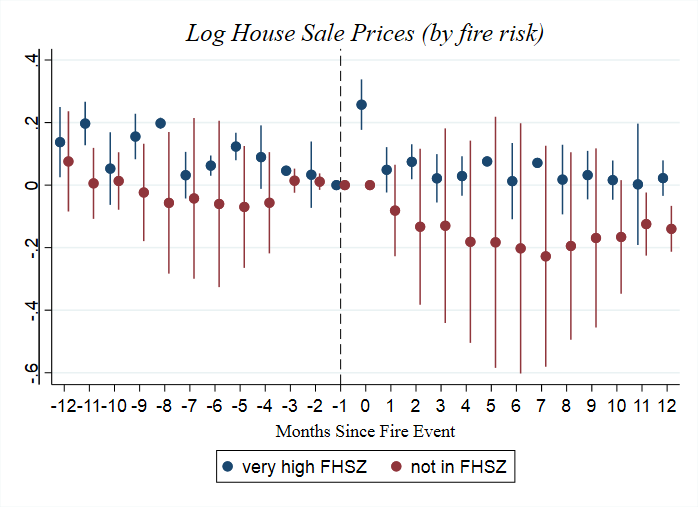 Log House Sale Prices (by fire risk)
.4
.2
0
-.2
-.4
-.6
-12 -11 -10 -9 -8 -7 -6 -5 -4 -3 -2 -1 0 1 2 3 4 5 6 7 8 9 10 11 12
Months Since Fire Event
very high FHSZ not in FHSZ